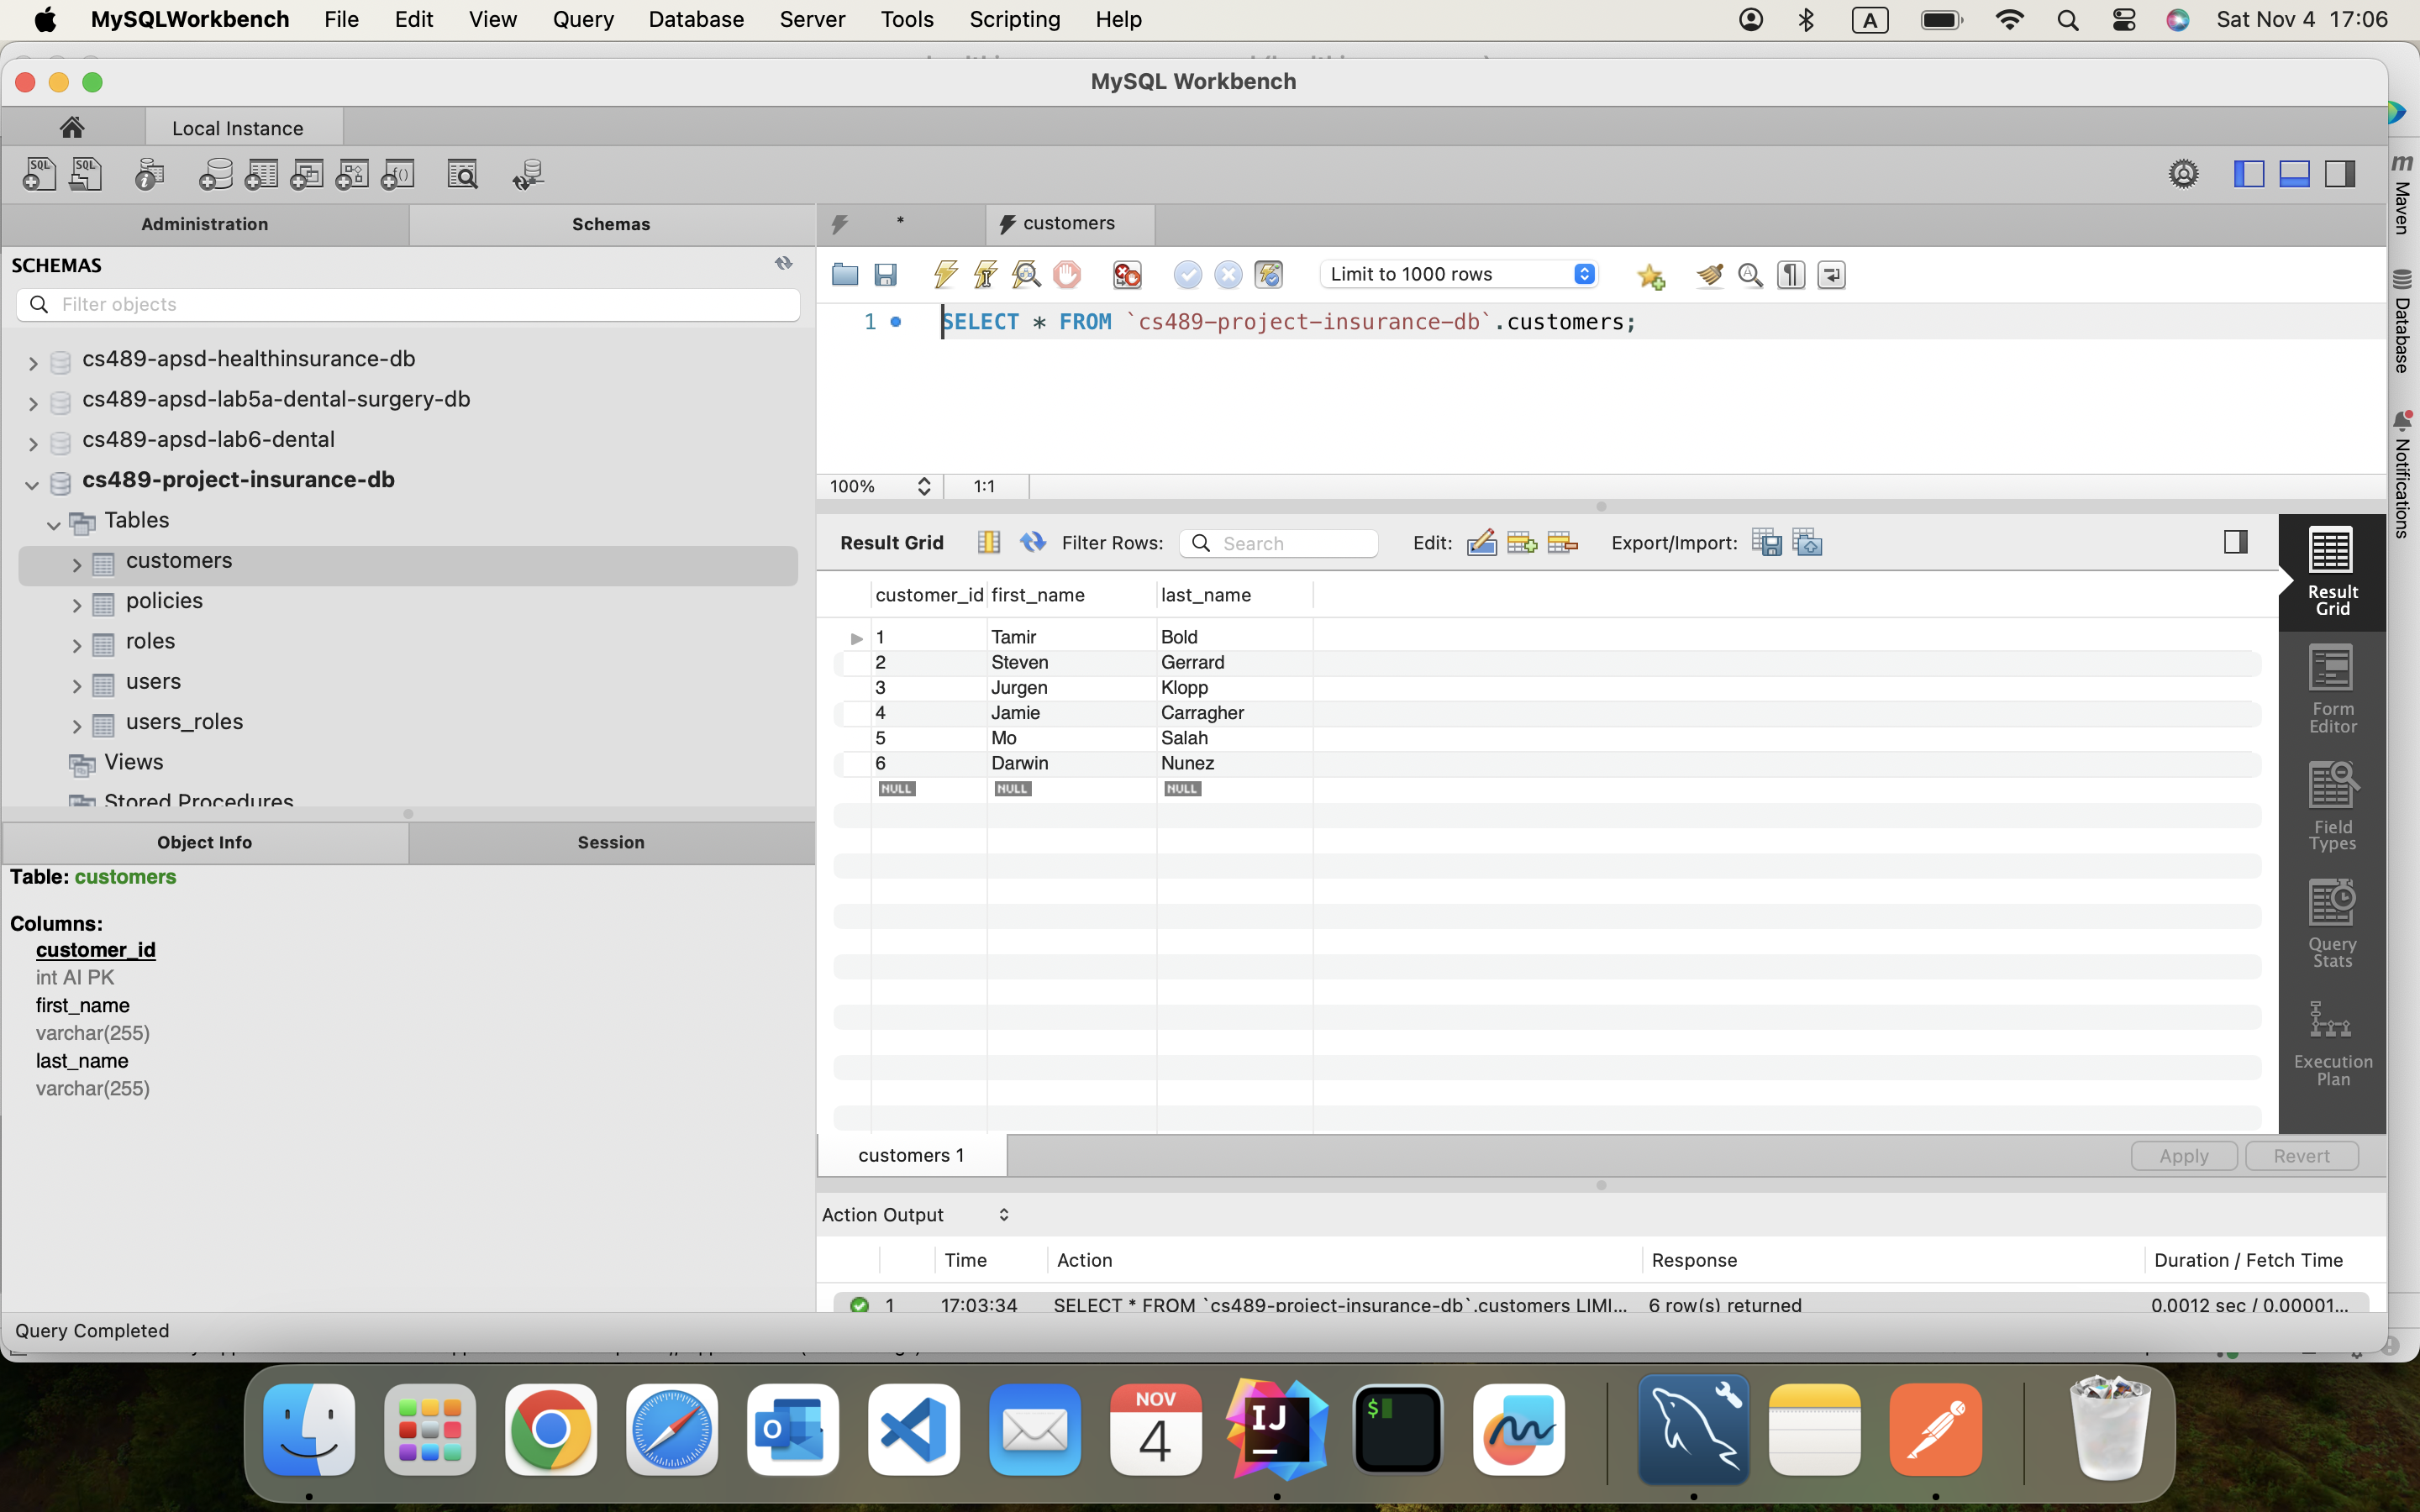 MySQLWorkbench File Edit View Query Database Server Tools Scripting Help A Sat Nov 4 17:06
MySQL Workbench
Local Instance
SQL SQL
Administration Schemas
* customers
SCHEMAS
Filter objects
Limit to 1000 rows
1 SELECT * FROM `cs489-project-insurance-db`.customers;
cs489-apsd-healthinsurance-db
cs489-apsd-lab5a-dental-surgery-db
cs489-apsd-lab6-dental
cs489-project-insurance-db
Tables
customers
policies
roles
users
users_roles
Views
Stored Procedures
100% 1:1
Result Grid Filter Rows: Search Edit: Export/Import:
customer_id first_name last_name
1 Tamir Bold
2 Steven Gerrard
3 Jurgen Klopp
4 Jamie Carragher
5 Mo Salah
6 Darwin Nunez
NULL NULL NULL
Result
Grid
Form
Editor
Field
Types
Query
Stats
Execution
Plan
m Maven
Database
Notifications
Object Info Session
Table: customers
Columns:
customer_id
int AI PK
first_name
varchar(255)
last_name
varchar(255)
customers 1 Apply Revert
Action Output
Time Action Response Duration / Fetch Time
1 17:03:34 SELECT * FROM `cs489-project-insurance-db`.customers LIMI... 6 row(s) returned 0.0012 sec / 0.00001...
Query Completed
NOV
4
IJ
$
O